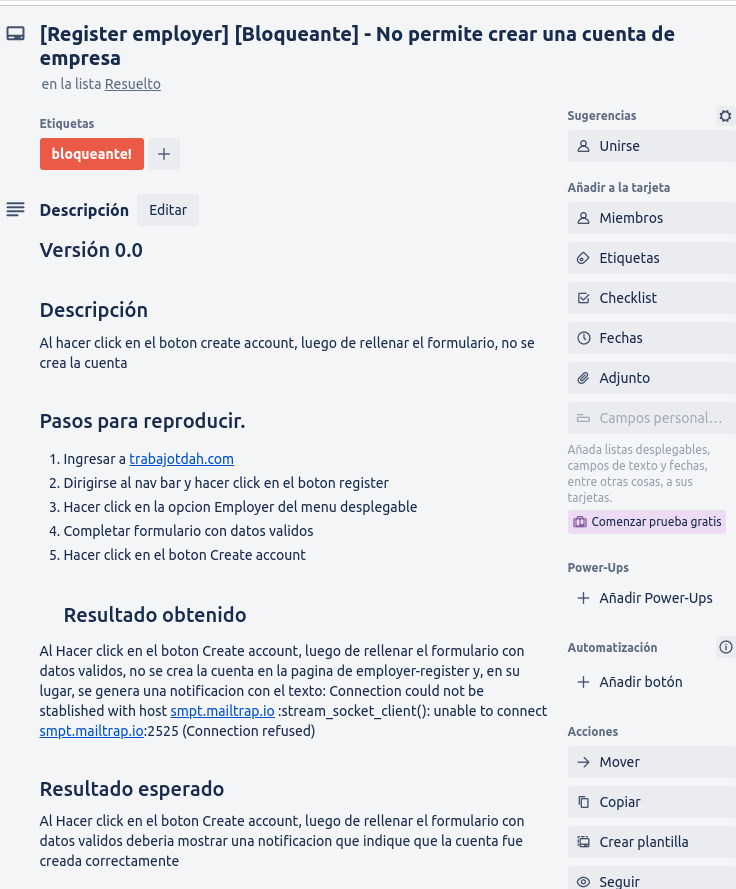 [Register employer] [Bloqueante] - No permite crear una cuenta de
empresa
en la lista Resuelto
Etiquetas
bloqueante!
Descripción
Editar
Versión 0.0
Descripción
Al hacer click en el boton create account, luego de rellenar el formulario, no se
crea la cuenta
Pasos para reproducir.
1. Ingresar a trabajotdah.com
2. Dirigirse al nav bar y hacer click en el boton register
3. Hacer click en la opcion Employer del menu desplegable
4. Completar formulario con datos validos
5. Hacer click en el boton Create account
Resultado obtenido
Al Hacer click en el boton Create account, luego de rellenar el formulario con
datos validos, no se crea la cuenta en la pagina de employer-register y, en su
lugar, se genera una notificacion con el texto: Connection could not be
stablished with host smpt.mailtrap.io :stream_socket_client(): unable to connect
smpt.mailtrap.io:2525 (Connection refused)
Resultado esperado
Al Hacer click en el boton Create account, luego de rellenar el formulario con
datos validos deberia mostrar una notificacion que indique que la cuenta fue
creada correctamente
Sugerencias
Unirse
Añadir a la tarjeta
Miembros
Etiquetas
Checklist
Fechas
Adjunto
Campos personal...
Añada listas desplegables,
campos de texto y fechas,
entre otras cosas, a sus
tarjetas.
Comenzar prueba gratis
Power-Ups
Añadir Power-Ups
Automatización
Añadir botón
Acciones
Mover
Copiar
Crear plantilla
Seguir